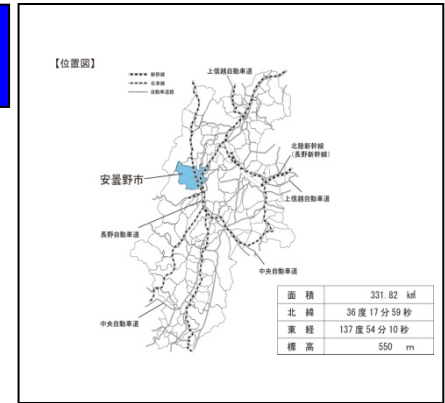 【位置図】
新幹線
在来線
自動車道路
上信越自動車道
北陸新幹線
(長野新幹線)
安曇野市
上信越自動車道
長野自動車道
中央自動車道
中央自動車道
面 積 331.82 ㎢
北 緯 36 度 17 分 59 秒
東 経 137 度 54 分 10 秒
標 高 550 m